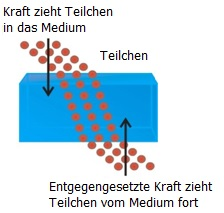 Kraft zieht Teilchen
in das Medium
Teilchen
Entgegengesetzte Kraft zieht
Teilchen vom Medium fort